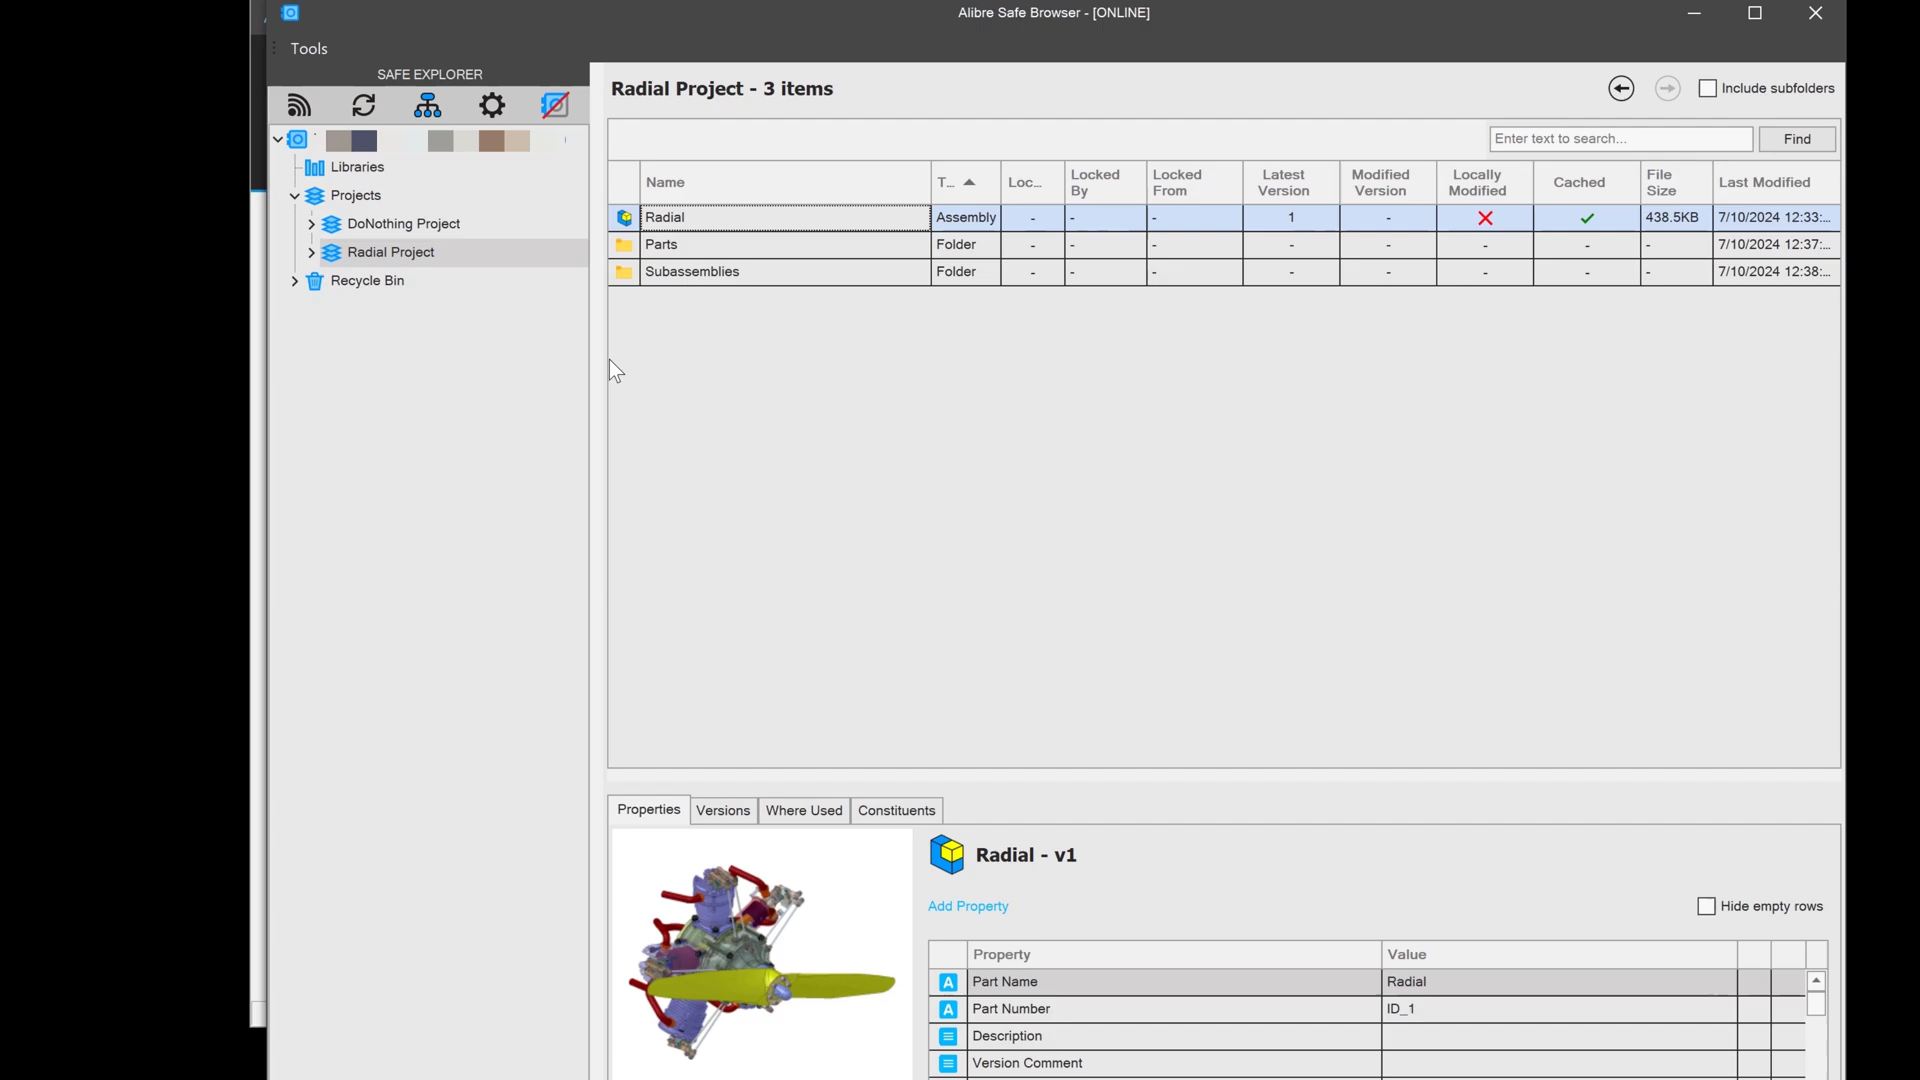 Alibre Safe Browser - [ONLINE]
Tools
SAFE EXPLORER
Libraries
Projects
DoNothing Project
Radial Project
Recycle Bin
Radial Project - 3 items
Include subfolders
Enter text to search...
Find
Name T... Loc... Locked By Locked From Latest Version Modified Version Locally Modified Cached File Size Last Modified
Radial Assembly - - - 1 - 438.5KB 7/10/2024 12:33:...
Parts Folder - - - - - - - - 7/10/2024 12:37:...
Subassemblies Folder - - - - - - - - 7/10/2024 12:38:...
Properties Versions Where Used Constituents
Radial - v1
Add Property
Hide empty rows
Property Value
A Part Name Radial
A Part Number ID_1
Description
Version Comment